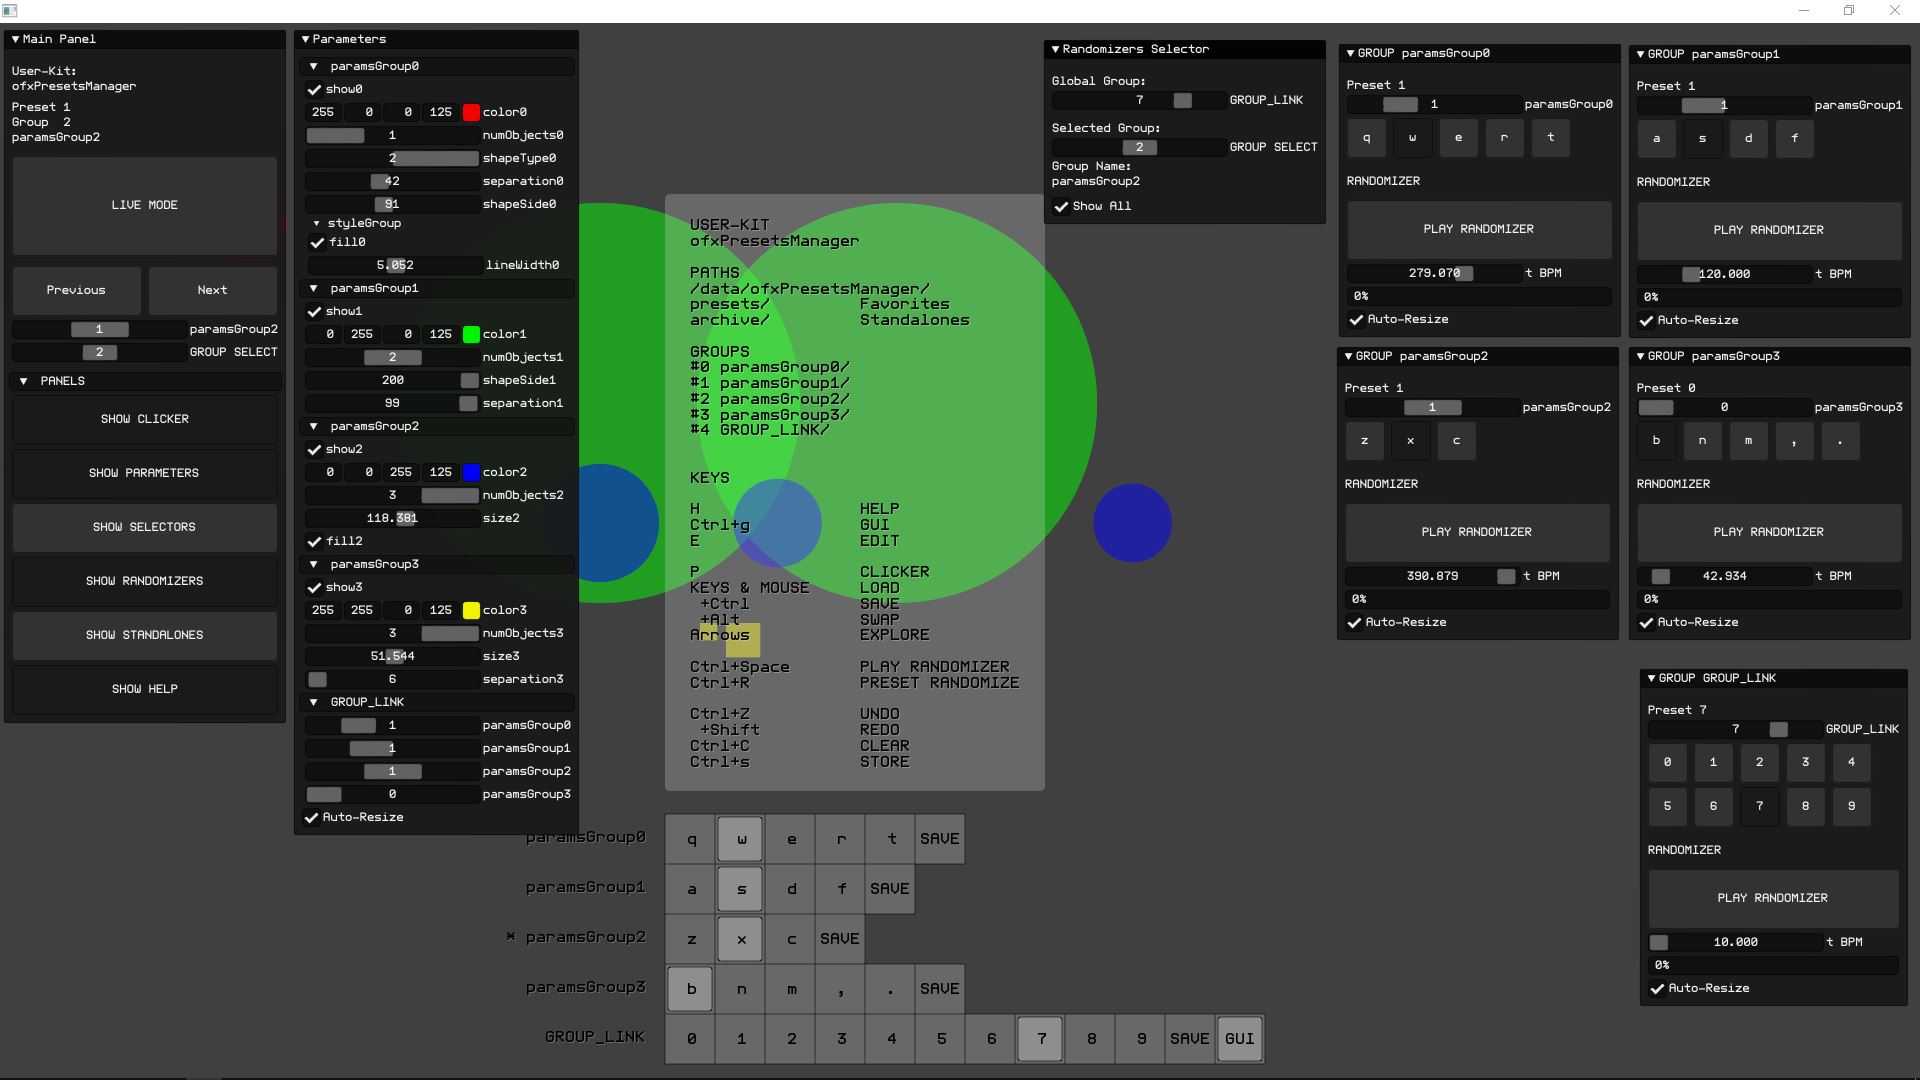 Main Panel
User-Kit:
ofxPresetsManager
Preset 1
Group  2
paramsGroup2
LIVE MODE
Previous Next
1 paramsGroup2
2 GROUP SELECT
PANELS
SHOW CLICKER
SHOW PARAMETERS
SHOW SELECTORS
SHOW RANDOMIZERS
SHOW STANDALONES
SHOW HELP
Parameters
paramsGroup0
show0
255 0 0 125 color0
1 numObjects0
2 shapeType0
42 separation0
91 shapeSide0
styleGroup
fill0
5.052 lineWidth0
paramsGroup1
show1
0 255 0 125 color1
2 numObjects1
200 shapeSide1
99 separation1
paramsGroup2
show2
0 0 255 125 color2
3 numObjects2
118.381 size2
fill2
paramsGroup3
show3
255 255 0 125 color3
3 numObjects3
51.544 size3
6 separation3
GROUP_LINK
1 paramsGroup0
1 paramsGroup1
1 paramsGroup2
0 paramsGroup3
Auto-Resize
USER-KIT
ofxPresetsManager
PATHS
/data/ofxPresetsManager/
presets/ Favorites
archive/ Standalones
GROUPS
#0 paramsGroup0/
#1 paramsGroup1/
#2 paramsGroup2/
#3 paramsGroup3/
#4 GROUP_LINK/
KEYS
H HELP
Ctrl+g GUI
E EDIT
P CLICKER
KEYS & MOUSE LOAD
+Ctrl SAVE
+Alt SWAP
Arrows EXPLORE
Ctrl+Space PLAY RANDOMIZER
Ctrl+R PRESET RANDOMIZE
Ctrl+Z UNDO
+Shift REDO
Ctrl+C CLEAR
Ctrl+s STORE
paramsGroup0 q w e r t SAVE
paramsGroup1 a s d f SAVE
* paramsGroup2 z x c SAVE
paramsGroup3 b n m , . SAVE
GROUP_LINK 0 1 2 3 4 5 6 7 8 9 SAVE GUI
Randomizers Selector
Global Group:
7 GROUP_LINK
Selected Group:
2 GROUP SELECT
Group Name:
paramsGroup2
Show All
GROUP paramsGroup0
Preset 1
1 paramsGroup0
q w e r t
RANDOMIZER
PLAY RANDOMIZER
279.070 t BPM
0%
Auto-Resize
GROUP paramsGroup1
Preset 1
1 paramsGroup1
a s d f
RANDOMIZER
PLAY RANDOMIZER
120.000 t BPM
0%
Auto-Resize
GROUP paramsGroup2
Preset 1
1 paramsGroup2
z x c
RANDOMIZER
PLAY RANDOMIZER
390.879 t BPM
0%
Auto-Resize
GROUP paramsGroup3
Preset 0
0 paramsGroup3
b n m , .
RANDOMIZER
PLAY RANDOMIZER
42.934 t BPM
0%
Auto-Resize
GROUP GROUP_LINK
Preset 7
7 GROUP_LINK
0 1 2 3 4
5 6 7 8 9
RANDOMIZER
PLAY RANDOMIZER
10.000 t BPM
0%
Auto-Resize